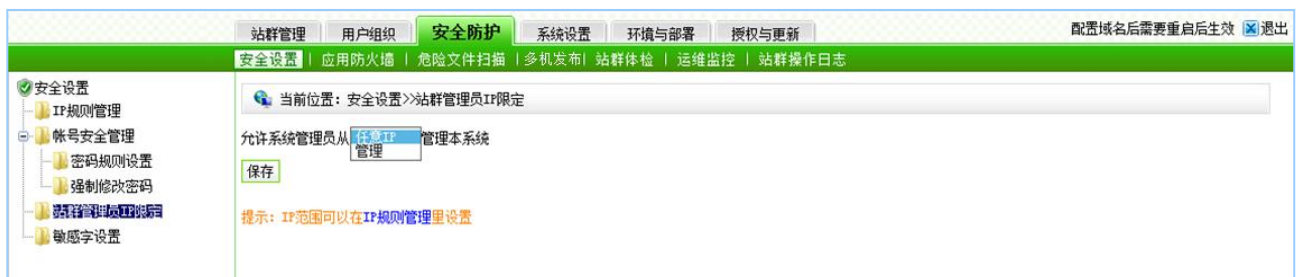 站群管理 用户组织 安全防护 系统设置 环境与部署 授权与更新 配置域名后需要重启后生效 退出
安全设置 | 应用防火墙 | 危险文件扫描 | 多机发布 | 站群体检 | 运维监控 | 站群操作日志
安全设置
IP规则管理
帐号安全管理
密码规则设置
强制修改密码
站群管理员IP限定
敏感字设置
当前位置：安全设置>>站群管理员IP限定
允许系统管理员从 任意IP 管理本系统
管理
保存
提示：IP范围可以在IP规则管理里设置